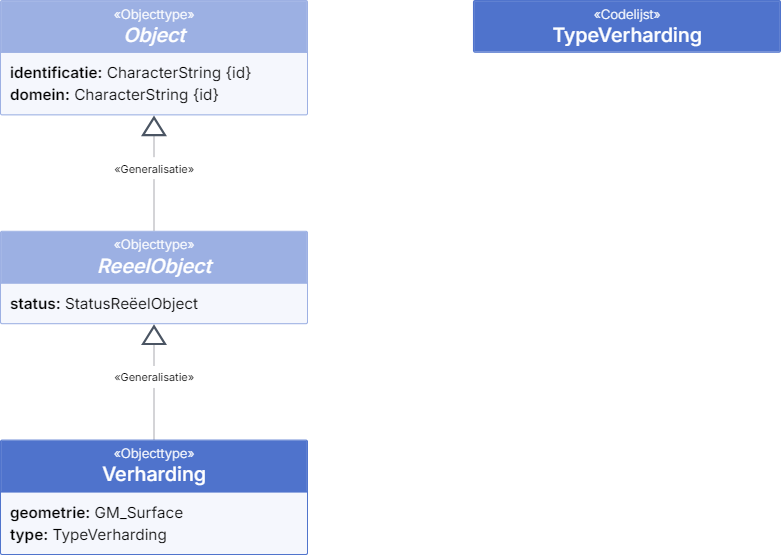 «Objecttype»
Object
identificatie: CharacterString {id}
domein: CharacterString {id}
«Generalisatie»
«Objecttype»
ReeelObject
status: StatusReëelObject
«Generalisatie»
«Objecttype»
Verharding
geometrie: GM_Surface
type: TypeVerharding
«Codelijst»
TypeVerharding